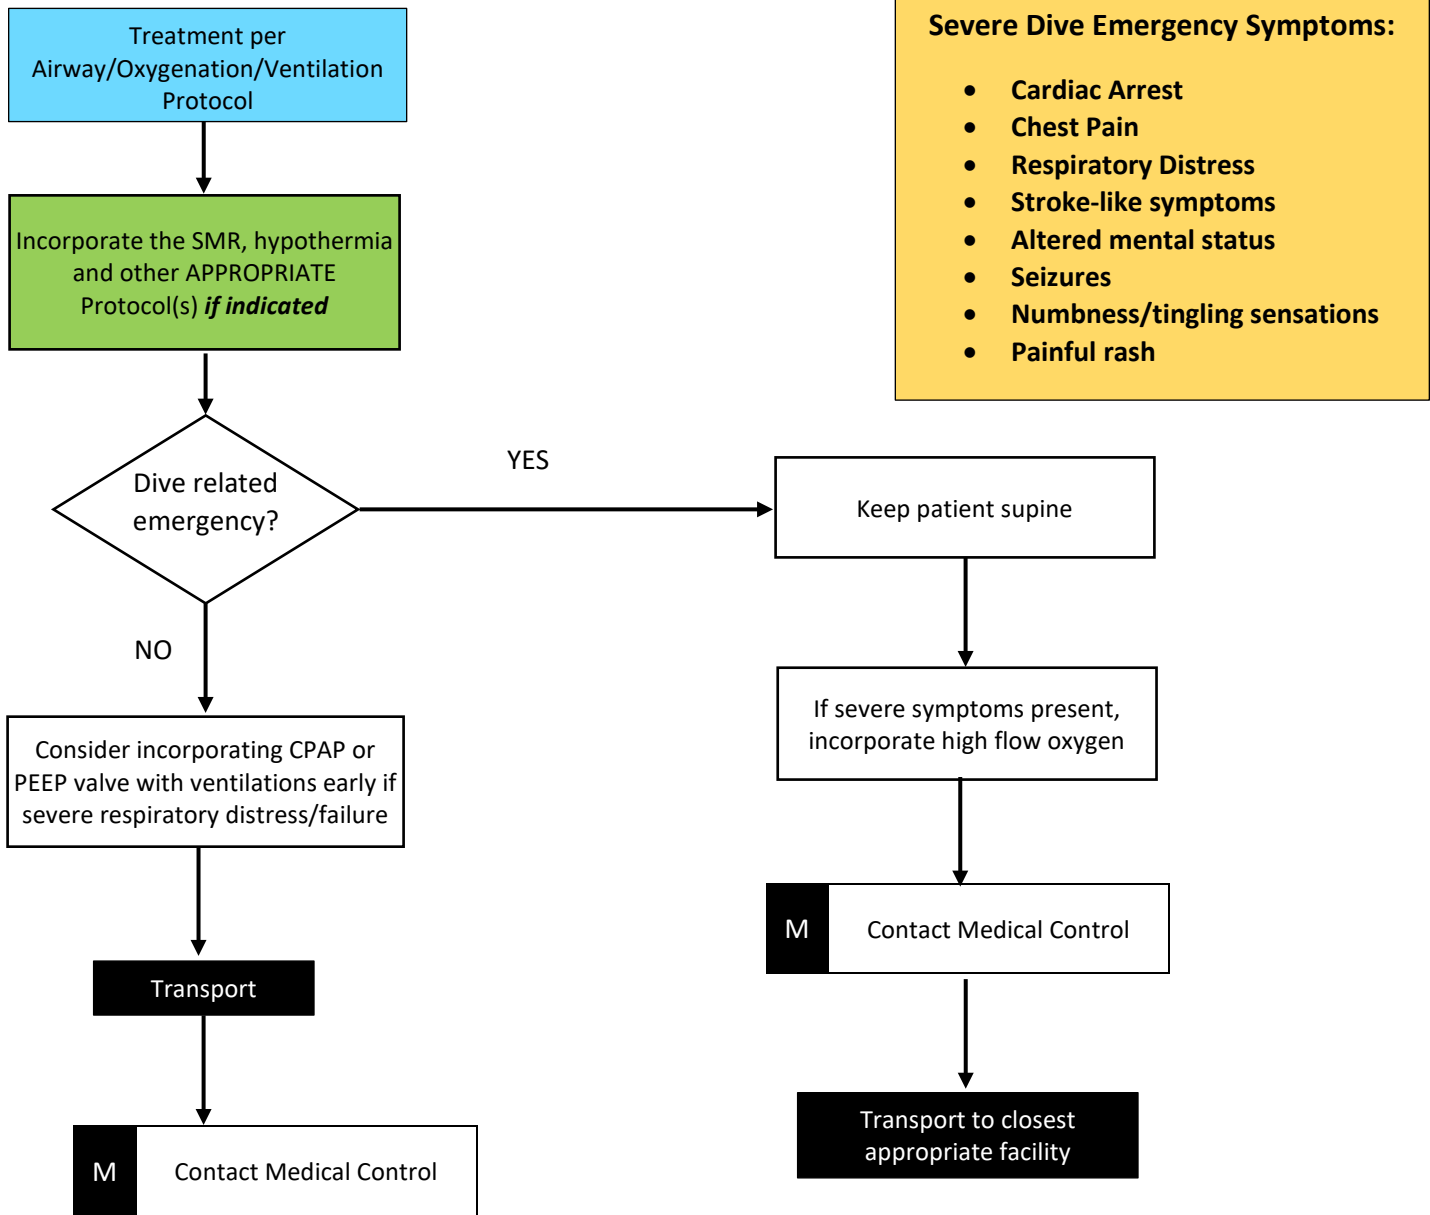 Treatment per
Airway/Oxygenation/Ventilation
Protocol
Severe Dive Emergency Symptoms:
• Cardiac Arrest
• Chest Pain
• Respiratory Distress
• Stroke-like symptoms
• Altered mental status
• Seizures
• Numbness/tingling sensations
• Painful rash
Incorporate the SMR, hypothermia
and other APPROPRIATE
Protocol(s) if indicated
Dive related
emergency?
YES
Keep patient supine
NO
If severe symptoms present,
incorporate high flow oxygen
Consider incorporating CPAP or
PEEP valve with ventilations early if
severe respiratory distress/failure
M Contact Medical Control
Transport
Transport to closest
appropriate facility
M Contact Medical Control